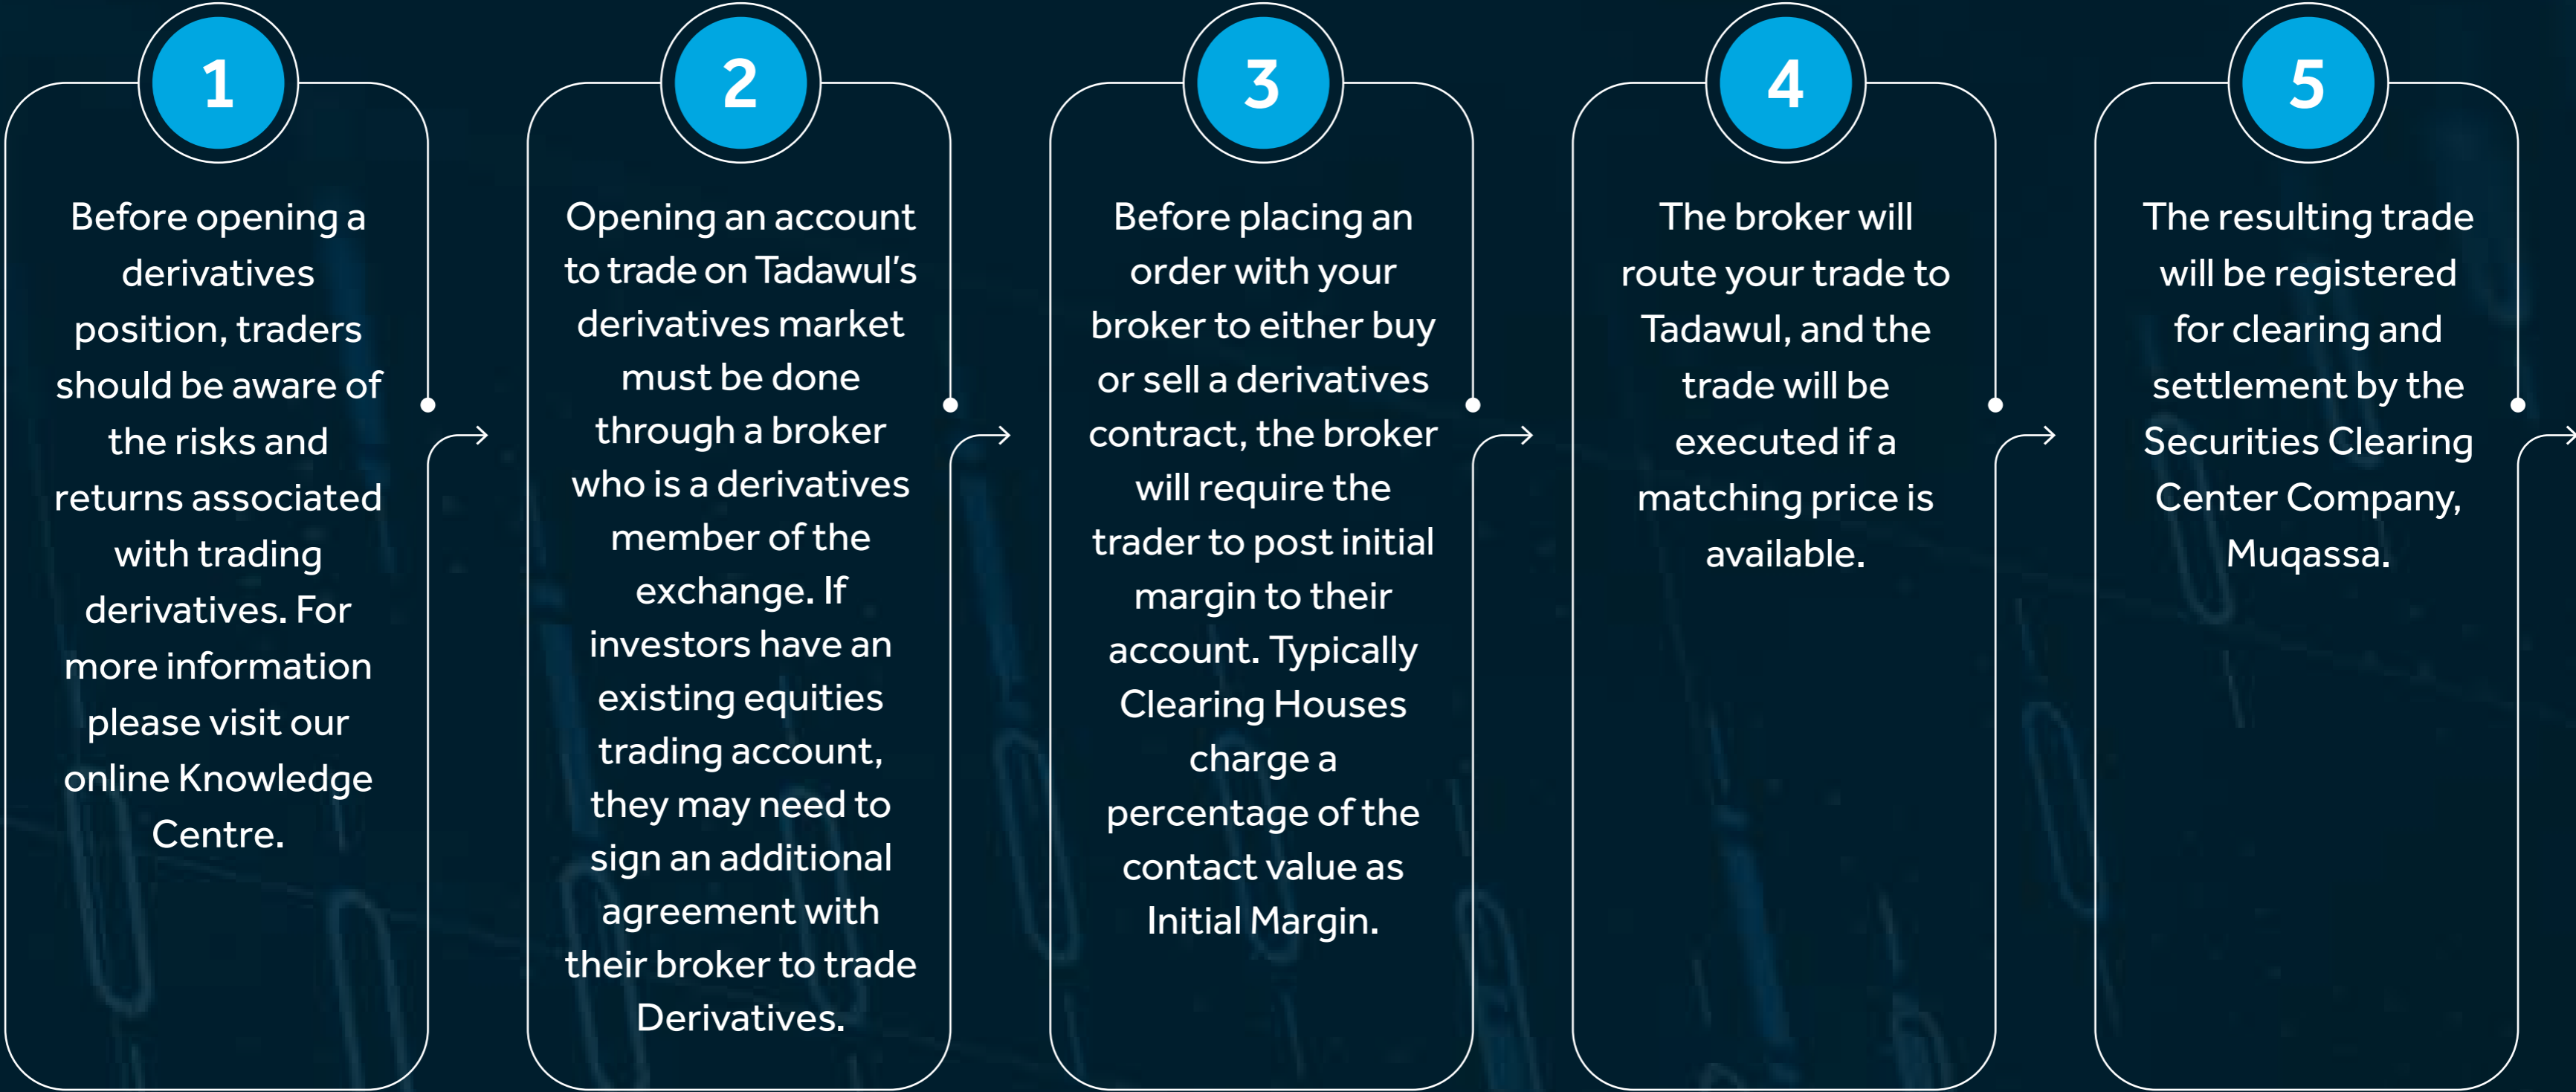 1
Before opening a
derivatives
position, traders
should be aware of
the risks and
returns associated
with trading
derivatives. For
more information
please visit our
online Knowledge
Centre.
2
Opening an account
to trade on Tadawul's
derivatives market
must be done
through a broker
who is a derivatives
member of the
exchange. If
investors have an
existing equities
trading account,
they may need to
sign an additional
agreement with
their broker to trade
Derivatives.
3
Before placing an
order with your
broker to either buy
or sell a derivatives
contract, the broker
will require the
trader to post initial
margin to their
account. Typically
Clearing Houses
charge a
percentage of the
contact value as
Initial Margin.
4
The broker will
route your trade to
Tadawul, and the
trade will be
executed if a
matching price is
available.
5
The resulting trade
will be registered
for clearing and
settlement by the
Securities Clearing
Center Company,
Muqassa.